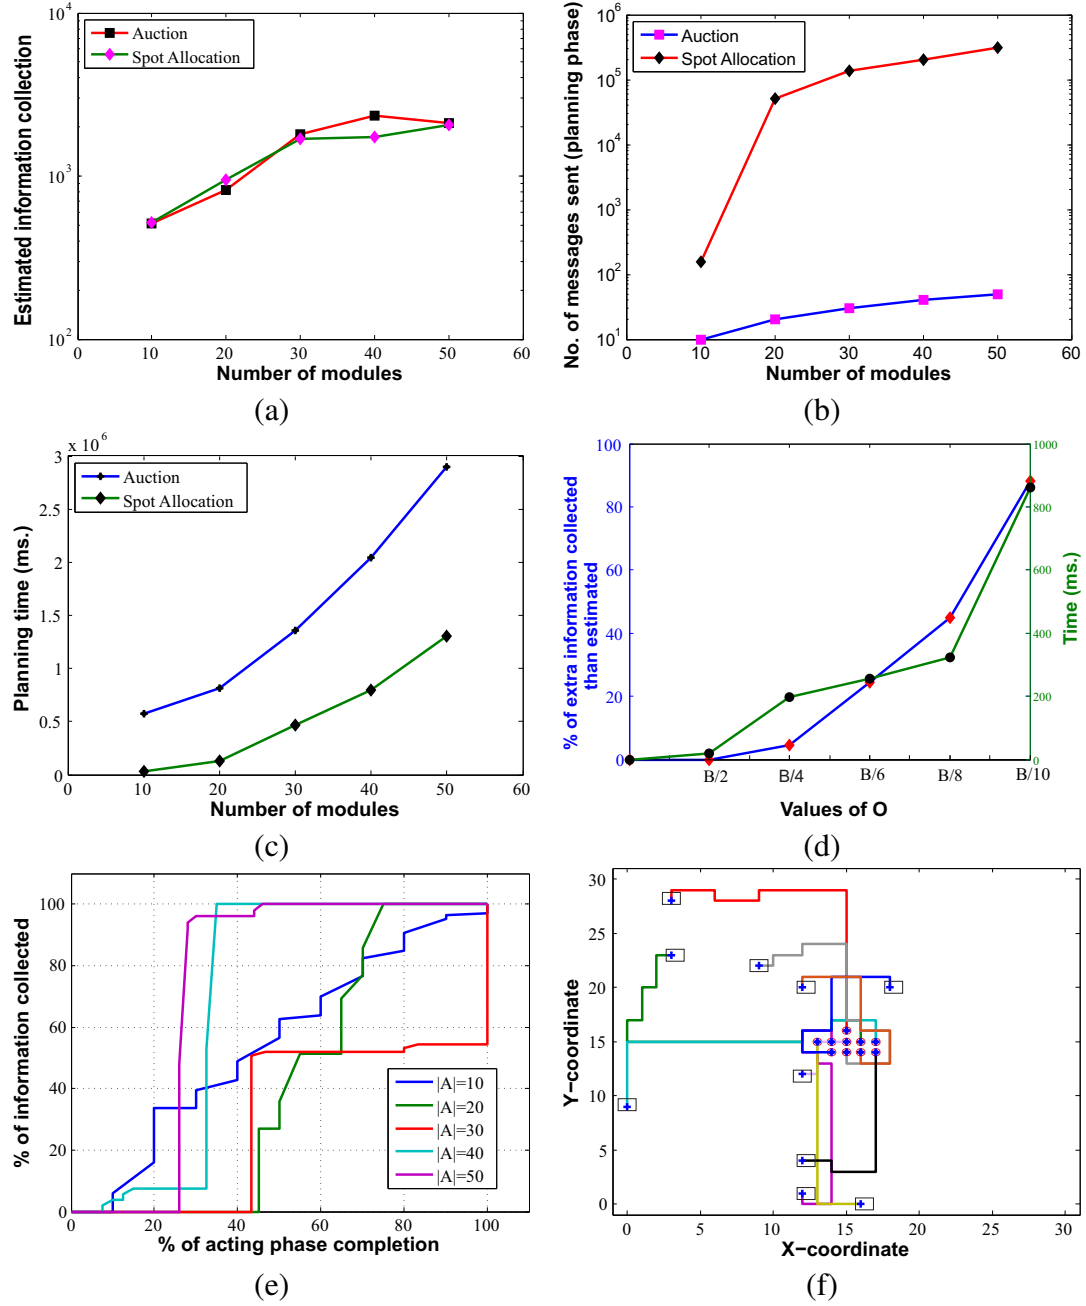 Estimated information collection
10^4
10^3
10^2
Auction
Spot Allocation
0 10 20 30 40 50 60
Number of modules
(a)
No. of messages sent (planning phase)
10^6
10^5
10^4
10^3
10^2
10^1
Auction
Spot Allocation
0 10 20 30 40 50 60
Number of modules
(b)
x 10^6
Planning time (ms.)
3
2.5
2
1.5
1
0.5
0
Auction
Spot Allocation
0 10 20 30 40 50 60
Number of modules
(c)
% of extra information collected
than estimated
100
80
60
40
20
0
1000
800
600
400
200
0
Time (ms.)
B/2 B/4 B/6 B/8 B/10
Values of O
(d)
% of information collected
100
80
60
40
20
0
|A|=10
|A|=20
|A|=30
|A|=40
|A|=50
0 20 40 60 80 100
% of acting phase completion
(e)
Y−coordinate
30
25
20
15
10
5
0
0 5 10 15 20 25 30
X−coordinate
(f)